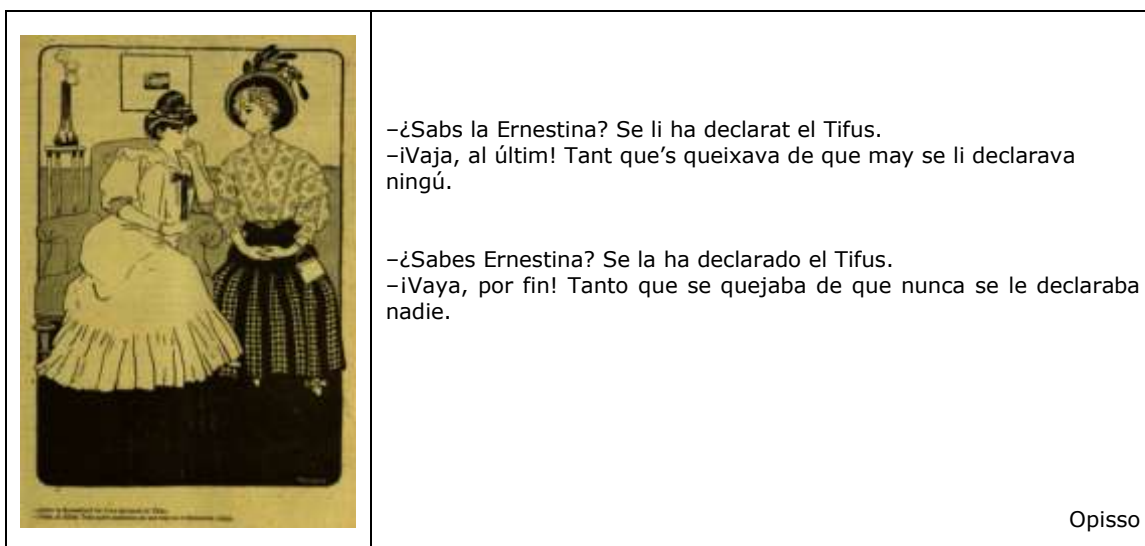 –¿Sabs la Ernestina? Se li ha declarat el Tifus.
–¡Vaja, al últim! Tant que's queixava de que may se li declarava
ningú.
–¿Sabes Ernestina? Se la ha declarado el Tifus.
–¡Vaya, por fin! Tanto que se quejaba de que nunca se le declaraba
nadie.
Opisso